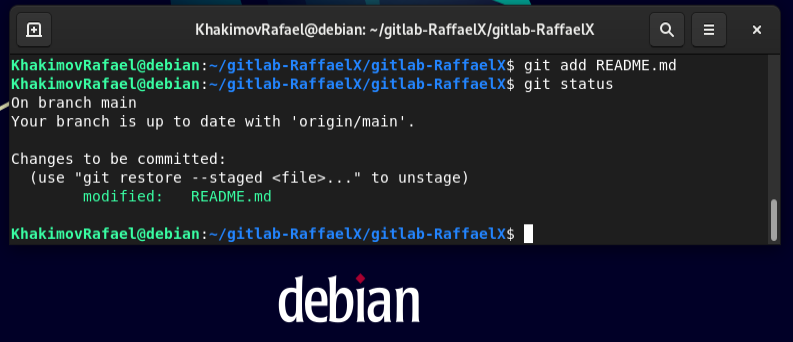 KhakimovRafael@debian: ~/gitlab-RaffaelX/gitlab-RaffaelX
KhakimovRafael@debian:~/gitlab-RaffaelX/gitlab-RaffaelX$ git add README.md
KhakimovRafael@debian:~/gitlab-RaffaelX/gitlab-RaffaelX$ git status
On branch main
Your branch is up to date with 'origin/main'.
Changes to be committed:
  (use "git restore --staged <file>..." to unstage)
        modified:   README.md
KhakimovRafael@debian:~/gitlab-RaffaelX/gitlab-RaffaelX$
debian